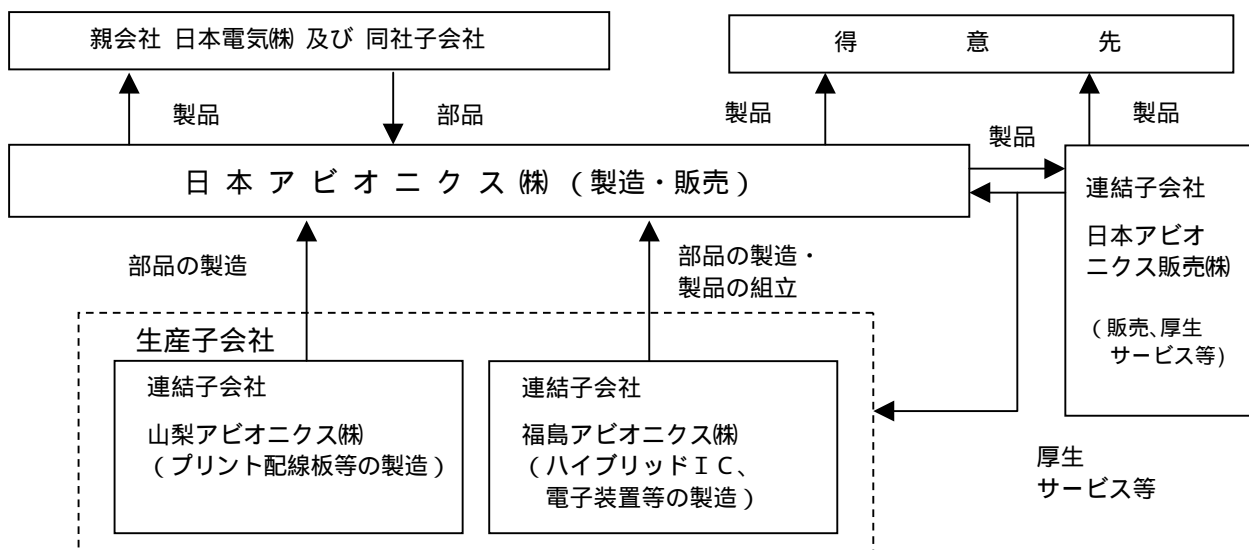 親会社 日本電気㈱ 及び 同社子会社
得 意 先
製品
部品
製品
製品
製品
日 本 ア ビ オ ニ ク ス ㈱ (製造・販売)
連結子会社
日本アビオ
ニクス販売㈱
(販売、厚生
サービス等)
部品の製造
部品の製造・
製品の組立
生産子会社
連結子会社
山梨アビオニクス㈱
(プリント配線板等の製造)
連結子会社
福島アビオニクス㈱
(ハイブリッドIC、
電子装置等の製造)
厚生
サービス等